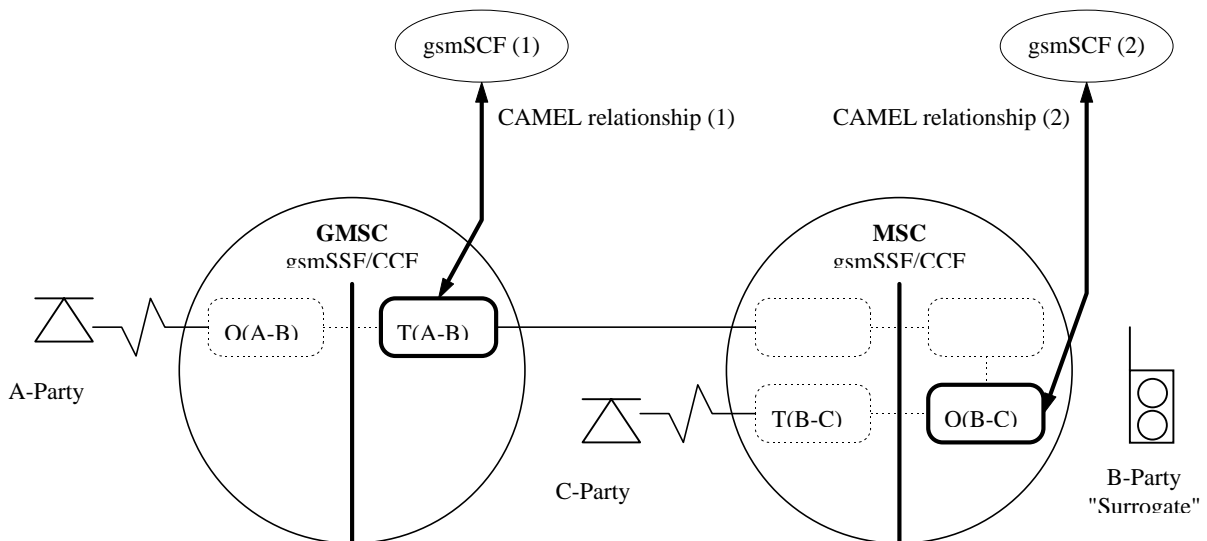 gsmSCF (1)
gsmSCF (2)
CAMEL relationship (1)
CAMEL relationship (2)
GMSC
gsmSSF/CCF
MSC
gsmSSF/CCF
O(A-B)
T(A-B)
A-Party
T(B-C)
O(B-C)
C-Party
B-Party
"Surrogate"